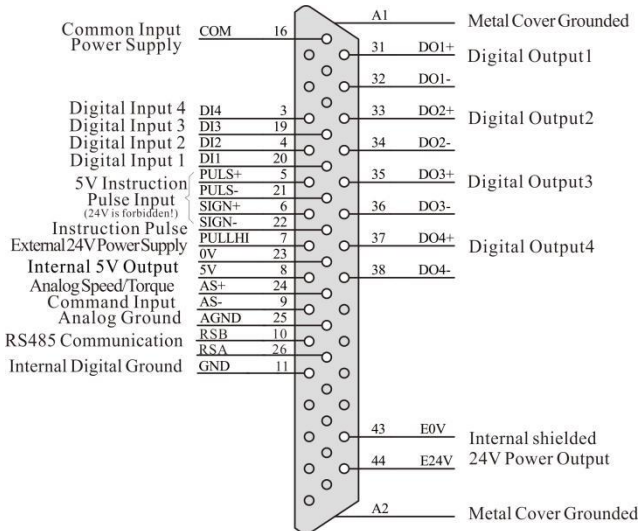 A1 Metal Cover Grounded
Common Input COM 16
Power Supply
31 DO1+ Digital Output1
32 DO1-
Digital Input 4 DI4 3 33 DO2+ Digital Output2
Digital Input 3 DI3 19
Digital Input 2 DI2 4 34 DO2-
Digital Input 1 DI1 20
5V Instruction PULS+ 5 35 DO3+ Digital Output3
Pulse Input PULS- 21
(24V is forbidden!) SIGN+ 6 36 DO3-
Instruction Pulse SIGN- 22
External 24V Power Supply PULLHI 7 37 DO4+ Digital Output4
0V 23
Internal 5V Output 5V 8 38 DO4-
Analog Speed/Torque AS+ 24
Command Input AS- 9
Analog Ground AGND 25
RS485 Communication RSB 10
RSA 26
Internal Digital Ground GND 11
43 E0V Internal shielded
44 E24V 24V Power Output
A2 Metal Cover Grounded